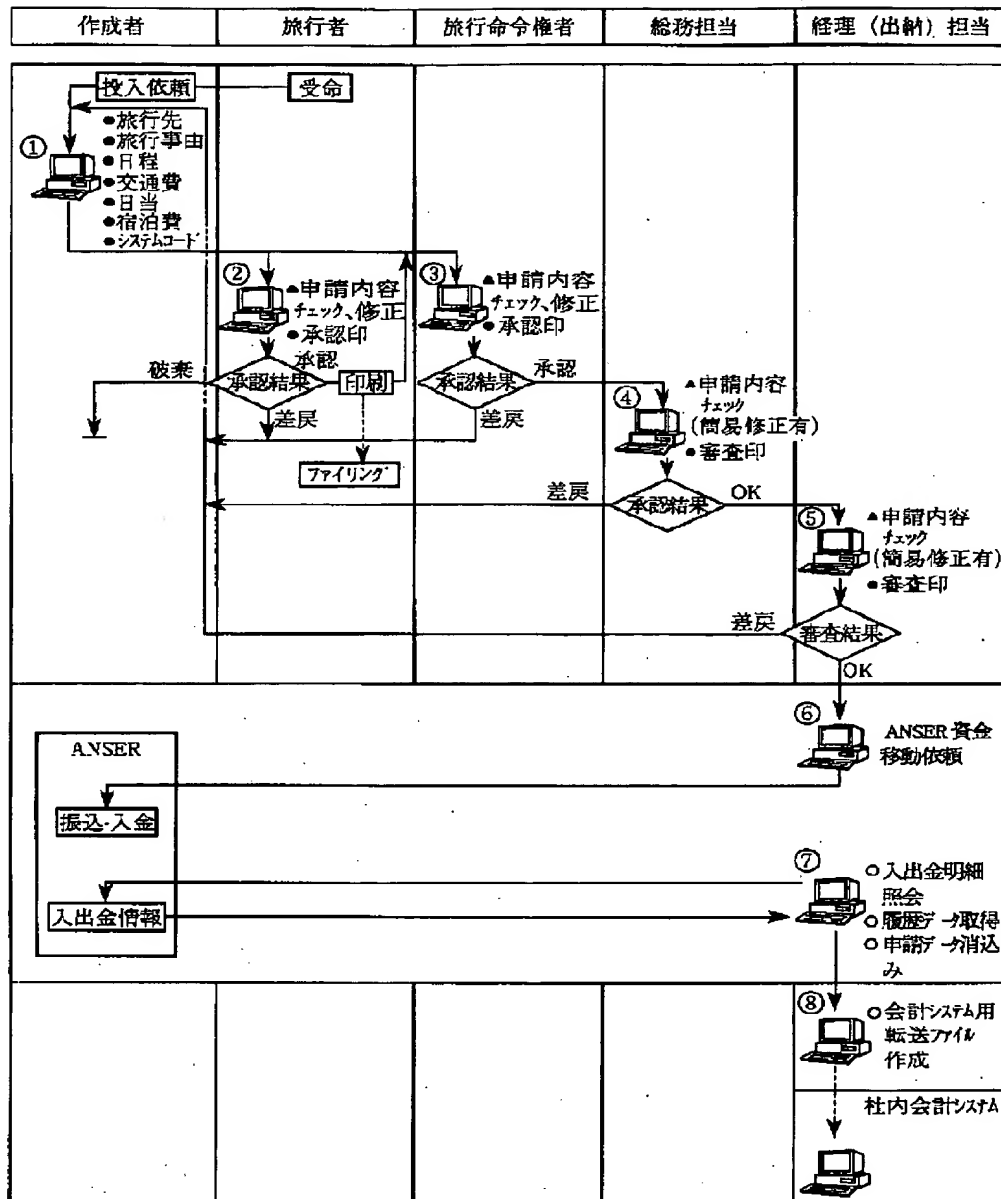 作成者
旅行者
旅行命令権者
総務担当
経理（出納）担当
投入依頼
受命
①
●旅行先
●旅行事由
●日程
●交通費
●日当
●宿泊費
●システムコード
②
▲申請内容
チェック、修正
●承認印
③
▲申請内容
チェック、修正
●承認印
破棄
承認結果
承認
印刷
差戻
ファイリング
承認結果
承認
差戻
④
▲申請内容
チェック
(簡易修正有)
●審査印
差戻
承認結果
OK
⑤
▲申請内容
チェック
(簡易修正有)
●審査印
差戻
審査結果
OK
⑥
ANSER資金
移動依頼
ANSER
振込・入金
⑦
○入出金明細
照会
○履歴データ取得
○申請データ消込
み
入出金情報
⑧
○会計システム用
転送ファイル
作成
社内会計システム